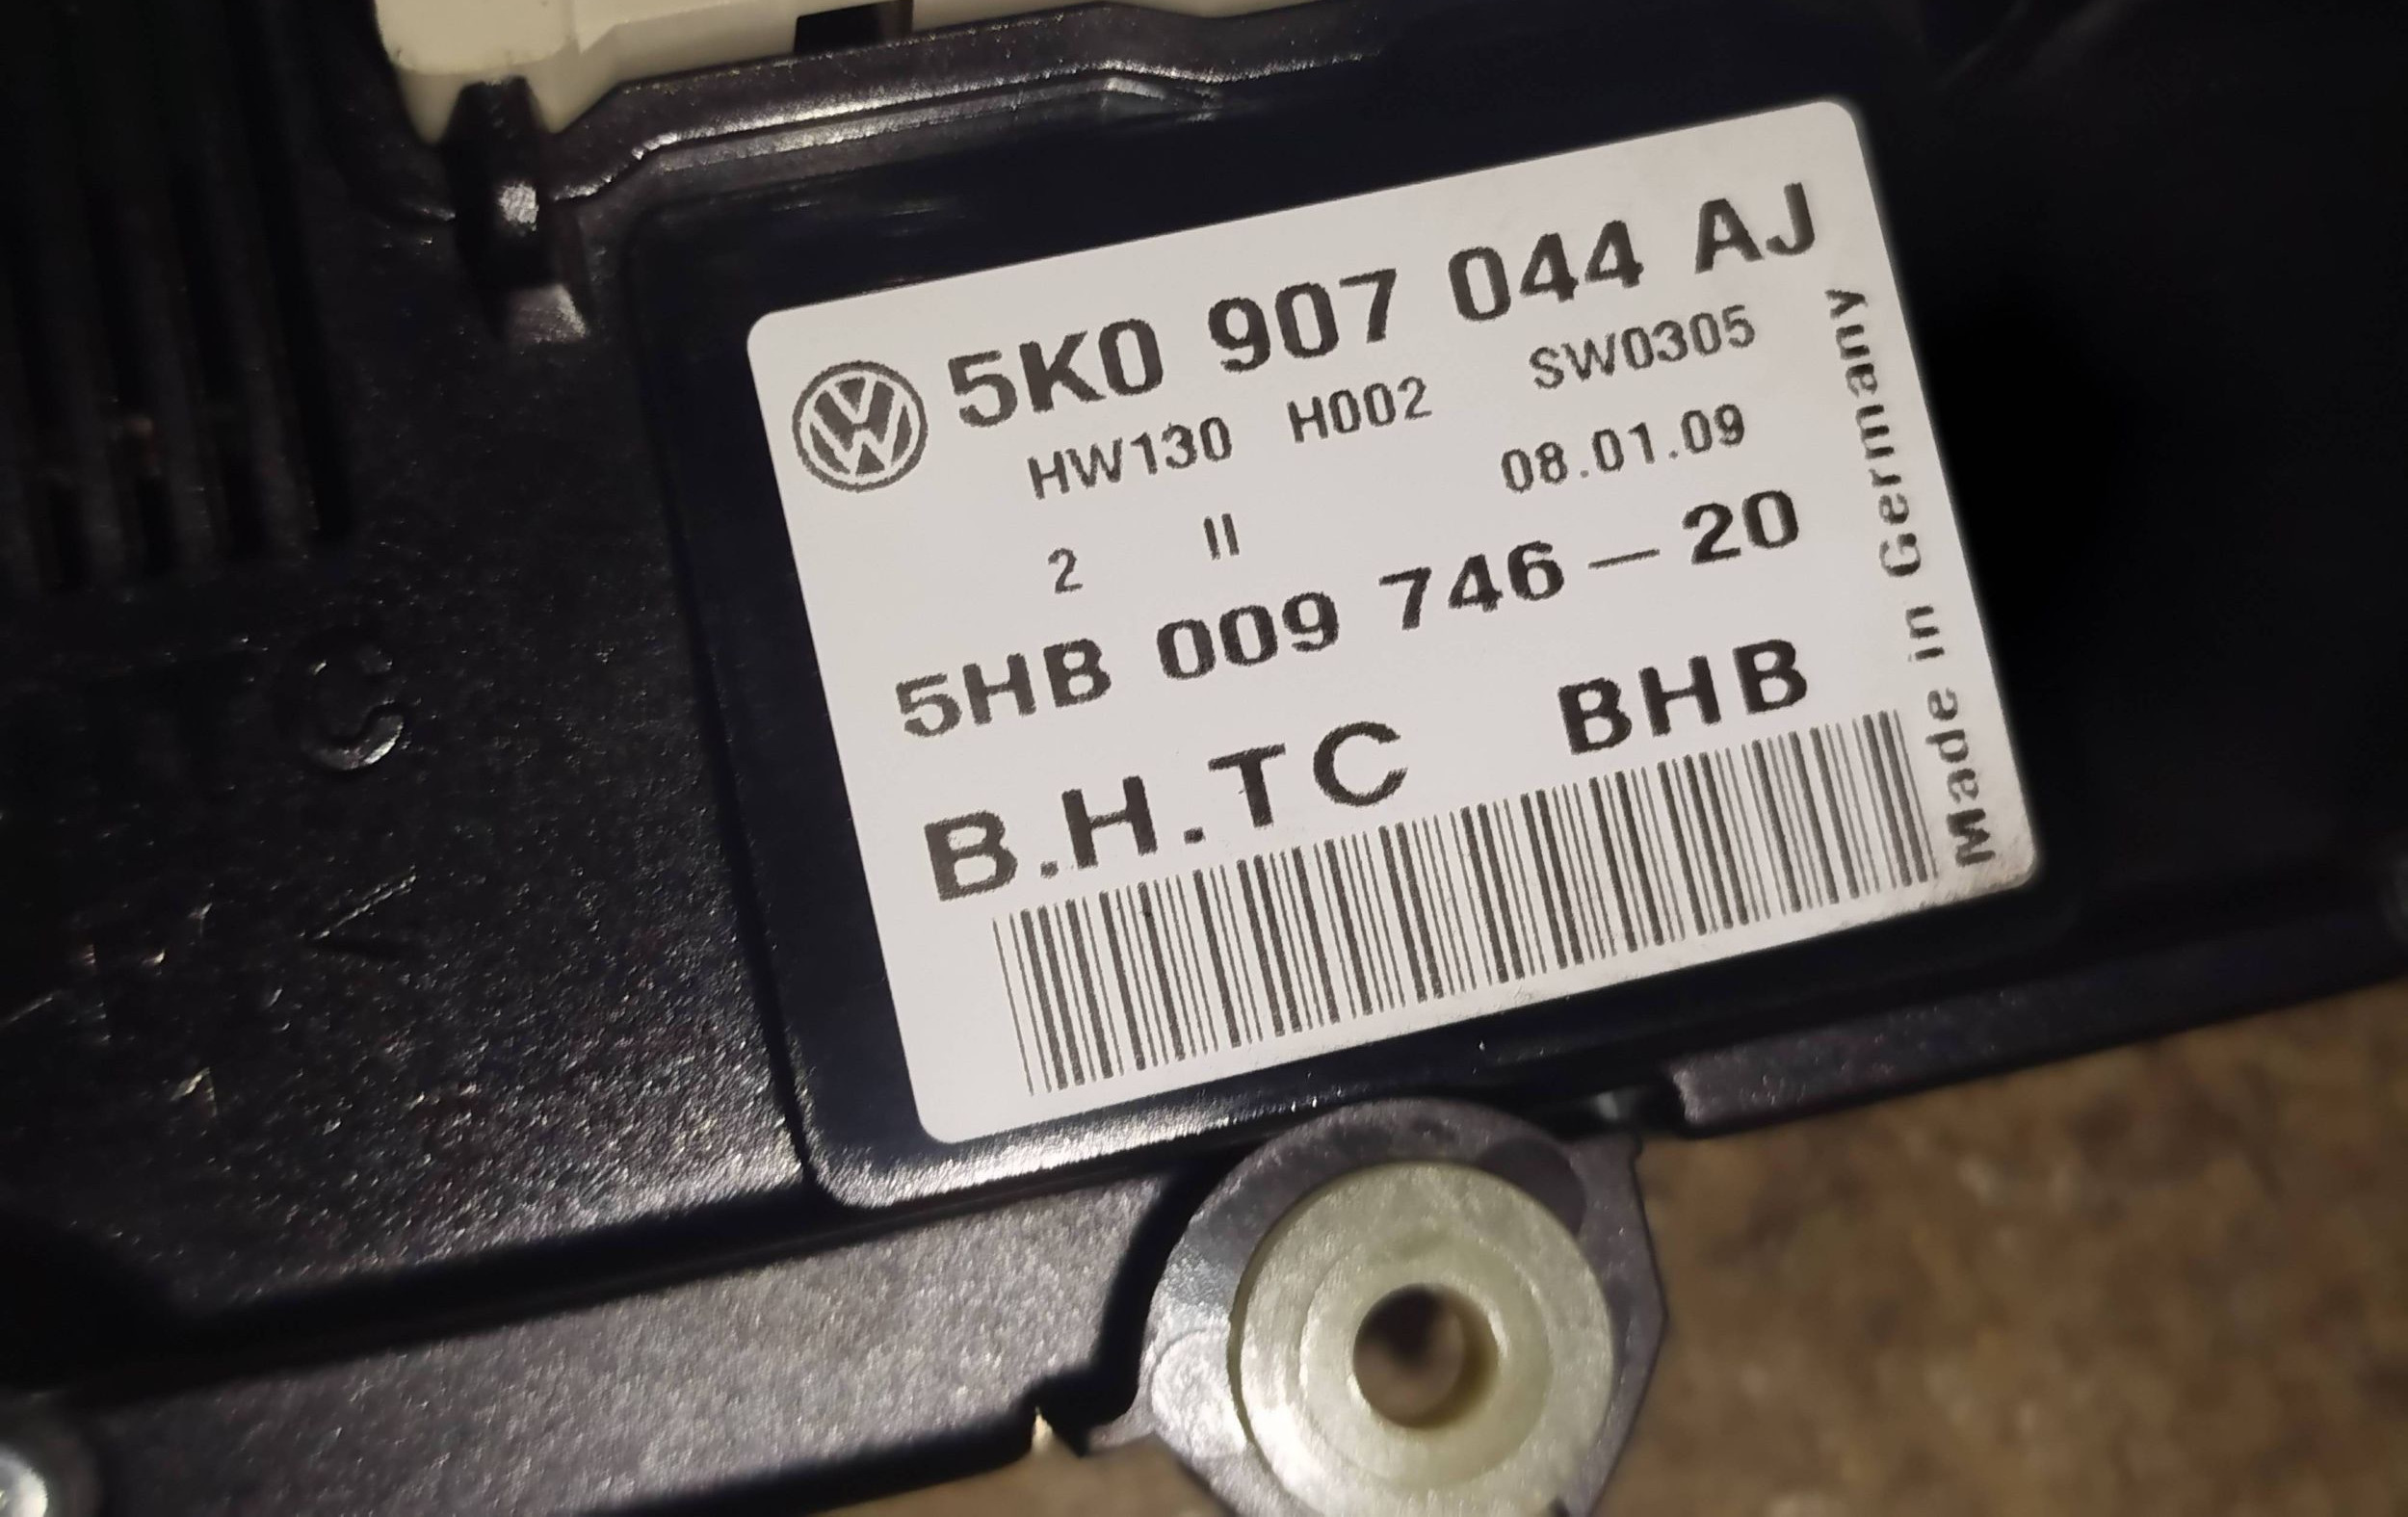 5K0 907 044 AJ
HW130 H002 SW0305
2 II 08.01.09
5HB 009 746-20
B.H.TC BHB
Made in Germany
C